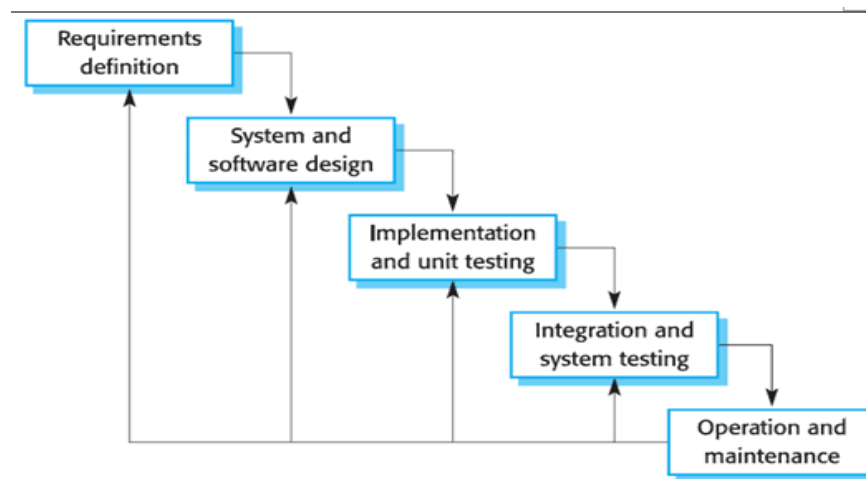 Requirements
definition
System and
software design
Implementation
and unit testing
Integration and
system testing
Operation and
maintenance